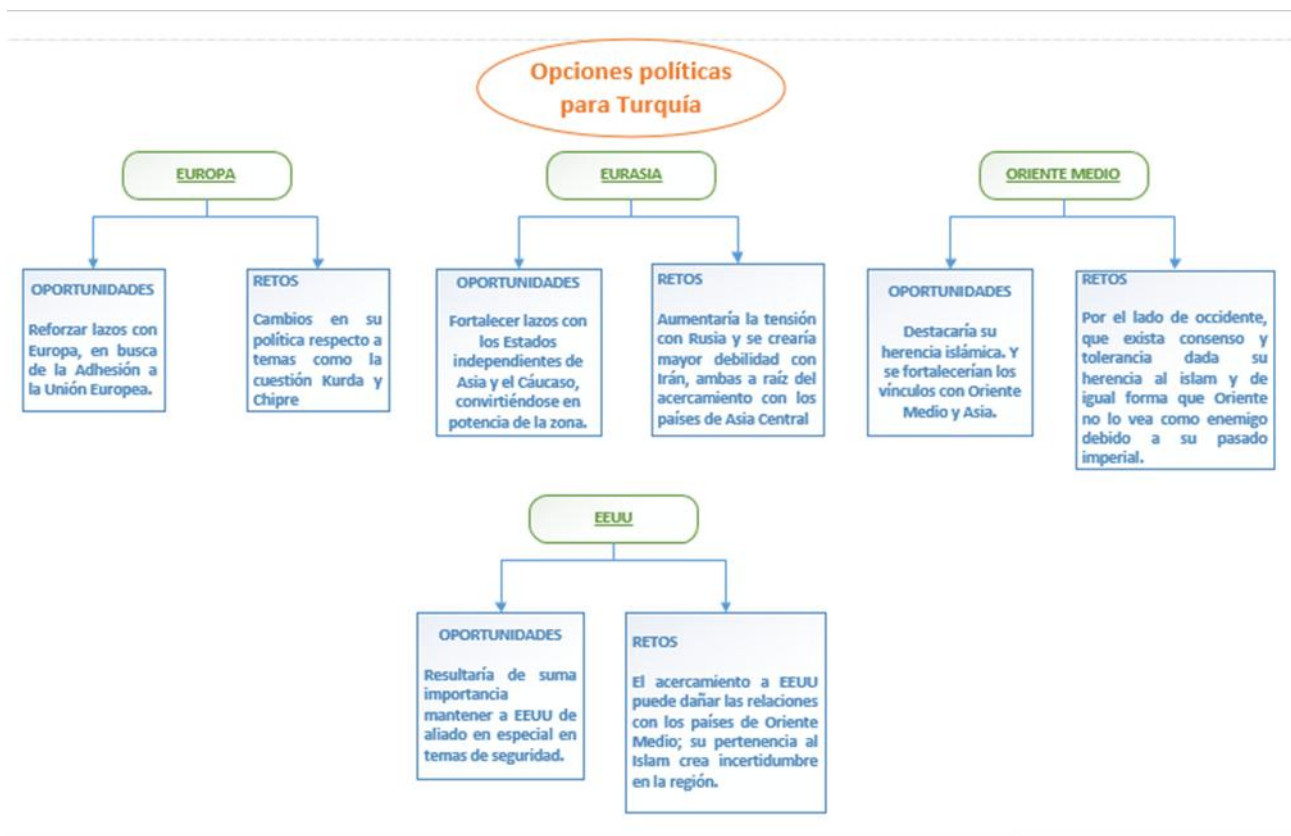 Opciones políticas
para Turquía
EUROPA
OPORTUNIDADES
Reforzar lazos con
Europa, en busca
de la Adhesión a
la Unión Europea.
RETOS
Cambios en su
política respecto a
temas como la
cuestión Kurda y
Chipre
EURASIA
OPORTUNIDADES
Fortalecer lazos con
los Estados
independientes de
Asia y el Cáucaso,
convirtiéndose en
potencia de la zona.
RETOS
Aumentaría la tensión
con Rusia y se crearía
mayor debilidad con
Irán, ambas a raíz del
acercamiento con los
países de Asia Central
ORIENTE MEDIO
OPORTUNIDADES
Destacaría su
herencia islámica. Y
se fortalecerían los
vínculos con Oriente
Medio y Asia.
RETOS
Por el lado de occidente,
que exista consenso y
tolerancia dada su
herencia al islam y de
igual forma que Oriente
no lo vea como enemigo
debido a su pasado
imperial.
EEUU
OPORTUNIDADES
Resultaría de suma
importancia
mantener a EEUU de
aliado en especial en
temas de seguridad.
RETOS
El acercamiento a EEUU
puede dañar las relaciones
con los países de Oriente
Medio; su pertenencia al
Islam crea incertidumbre
en la región.